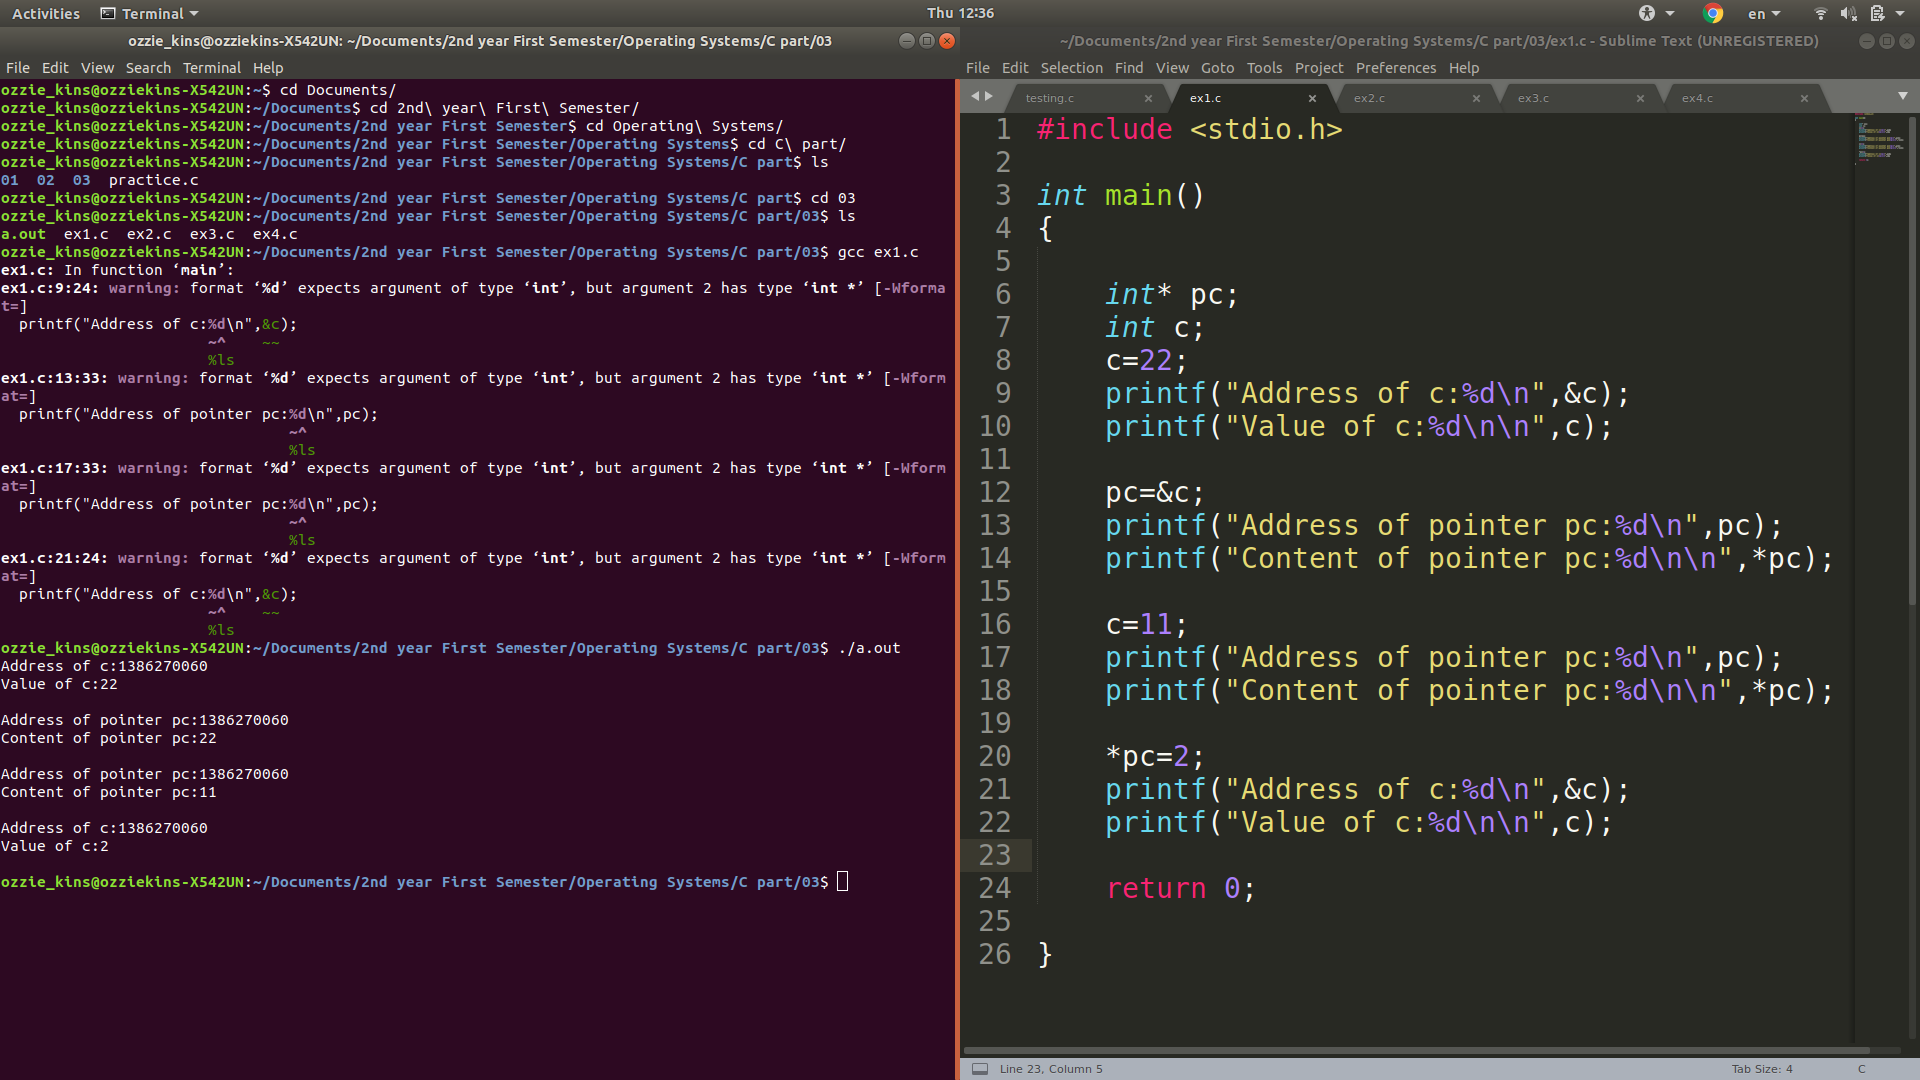 Activities Terminal Thu 12:36 en
ozzie_kins@ozziekins-X542UN: ~/Documents/2nd year First Semester/Operating Systems/C part/03
File Edit View Search Terminal Help
ozzie_kins@ozziekins-X542UN:~$ cd Documents/
ozzie_kins@ozziekins-X542UN:~/Documents$ cd 2nd\ year\ First\ Semester/
ozzie_kins@ozziekins-X542UN:~/Documents/2nd year First Semester$ cd Operating\ Systems/
ozzie_kins@ozziekins-X542UN:~/Documents/2nd year First Semester/Operating Systems$ cd C\ part/
ozzie_kins@ozziekins-X542UN:~/Documents/2nd year First Semester/Operating Systems/C part$ ls
01  02  03  practice.c
ozzie_kins@ozziekins-X542UN:~/Documents/2nd year First Semester/Operating Systems/C part$ cd 03
ozzie_kins@ozziekins-X542UN:~/Documents/2nd year First Semester/Operating Systems/C part/03$ ls
a.out  ex1.c  ex2.c  ex3.c  ex4.c
ozzie_kins@ozziekins-X542UN:~/Documents/2nd year First Semester/Operating Systems/C part/03$ gcc ex1.c
ex1.c: In function ‘main’:
ex1.c:9:24: warning: format ‘%d’ expects argument of type ‘int’, but argument 2 has type ‘int *’ [-Wforma
t=]
  printf("Address of c:%d\n",&c);
                       ~^    ~~
                       %ls
ex1.c:13:33: warning: format ‘%d’ expects argument of type ‘int’, but argument 2 has type ‘int *’ [-Wform
at=]
  printf("Address of pointer pc:%d\n",pc);
                                ~^
                                %ls
ex1.c:17:33: warning: format ‘%d’ expects argument of type ‘int’, but argument 2 has type ‘int *’ [-Wform
at=]
  printf("Address of pointer pc:%d\n",pc);
                                ~^
                                %ls
ex1.c:21:24: warning: format ‘%d’ expects argument of type ‘int’, but argument 2 has type ‘int *’ [-Wform
at=]
  printf("Address of c:%d\n",&c);
                       ~^    ~~
                       %ls
ozzie_kins@ozziekins-X542UN:~/Documents/2nd year First Semester/Operating Systems/C part/03$ ./a.out
Address of c:1386270060
Value of c:22

Address of pointer pc:1386270060
Content of pointer pc:22

Address of pointer pc:1386270060
Content of pointer pc:11

Address of c:1386270060
Value of c:2

ozzie_kins@ozziekins-X542UN:~/Documents/2nd year First Semester/Operating Systems/C part/03$
~/Documents/2nd year First Semester/Operating Systems/C part/03/ex1.c - Sublime Text (UNREGISTERED)
File Edit Selection Find View Goto Tools Project Preferences Help
testing.c × ex1.c × ex2.c × ex3.c × ex4.c ×
1 #include <stdio.h>
2
3 int main()
4 {
5
6     int* pc;
7     int c;
8     c=22;
9     printf("Address of c:%d\n",&c);
10     printf("Value of c:%d\n\n",c);
11
12     pc=&c;
13     printf("Address of pointer pc:%d\n",pc);
14     printf("Content of pointer pc:%d\n\n",*pc);
15
16     c=11;
17     printf("Address of pointer pc:%d\n",pc);
18     printf("Content of pointer pc:%d\n\n",*pc);
19
20     *pc=2;
21     printf("Address of c:%d\n",&c);
22     printf("Value of c:%d\n\n",c);
23
24     return 0;
25
26 }
Line 23, Column 5 Tab Size: 4 C